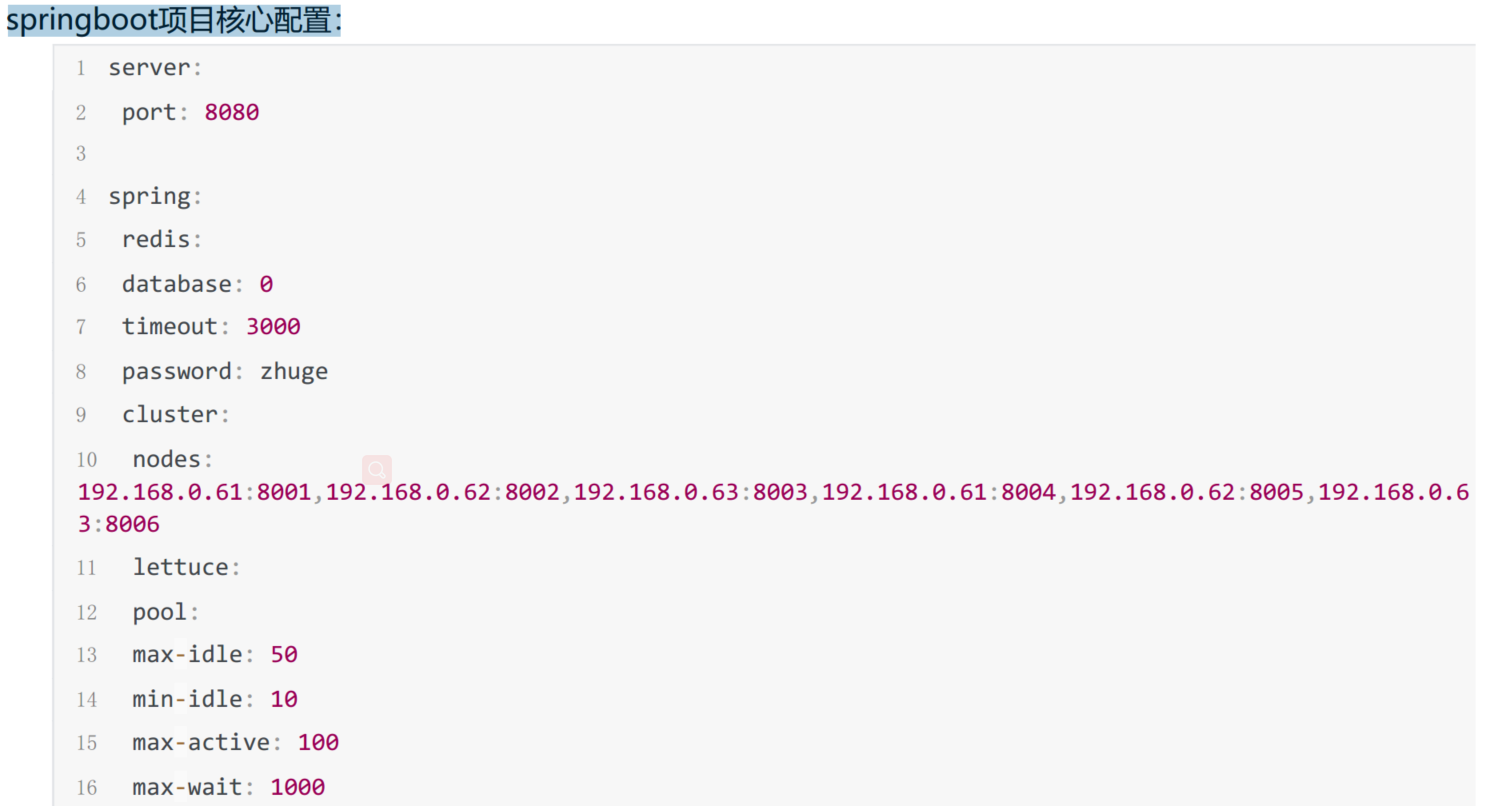 springboot项目核心配置：
1 server:
2 port: 8080
3
4 spring:
5 redis:
6 database: 0
7 timeout: 3000
8 password: zhuge
9 cluster:
10 nodes:
192.168.0.61:8001,192.168.0.62:8002,192.168.0.63:8003,192.168.0.61:8004,192.168.0.62:8005,192.168.0.6
3:8006
11 lettuce:
12 pool:
13 max-idle: 50
14 min-idle: 10
15 max-active: 100
16 max-wait: 1000